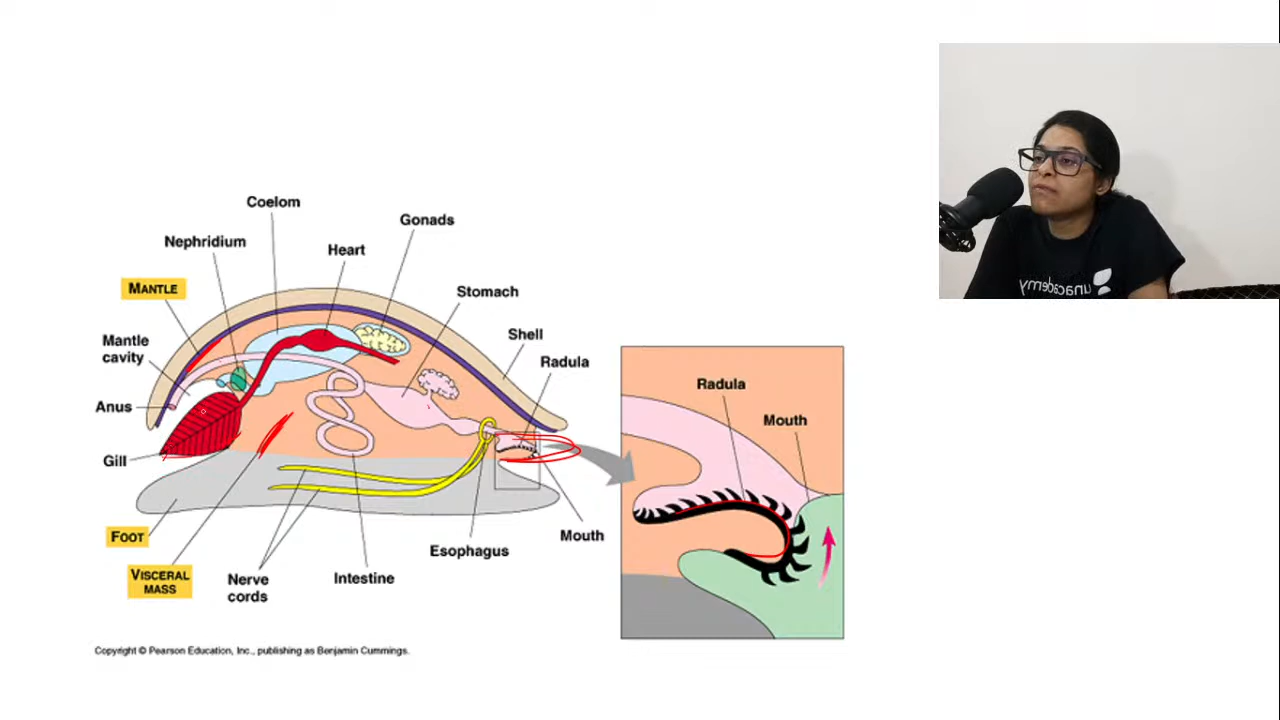 Coelom
Gonads
Nephridium
Heart
MANTLE
Stomach
Shell
Mantle
cavity
Radula
Anus
Gill
FOOT
VISCERAL
MASS
Nerve
cords
Intestine
Esophagus
Mouth
Radula
Mouth
Copyright © Pearson Education, Inc., publishing as Benjamin Cummings.
unacademy